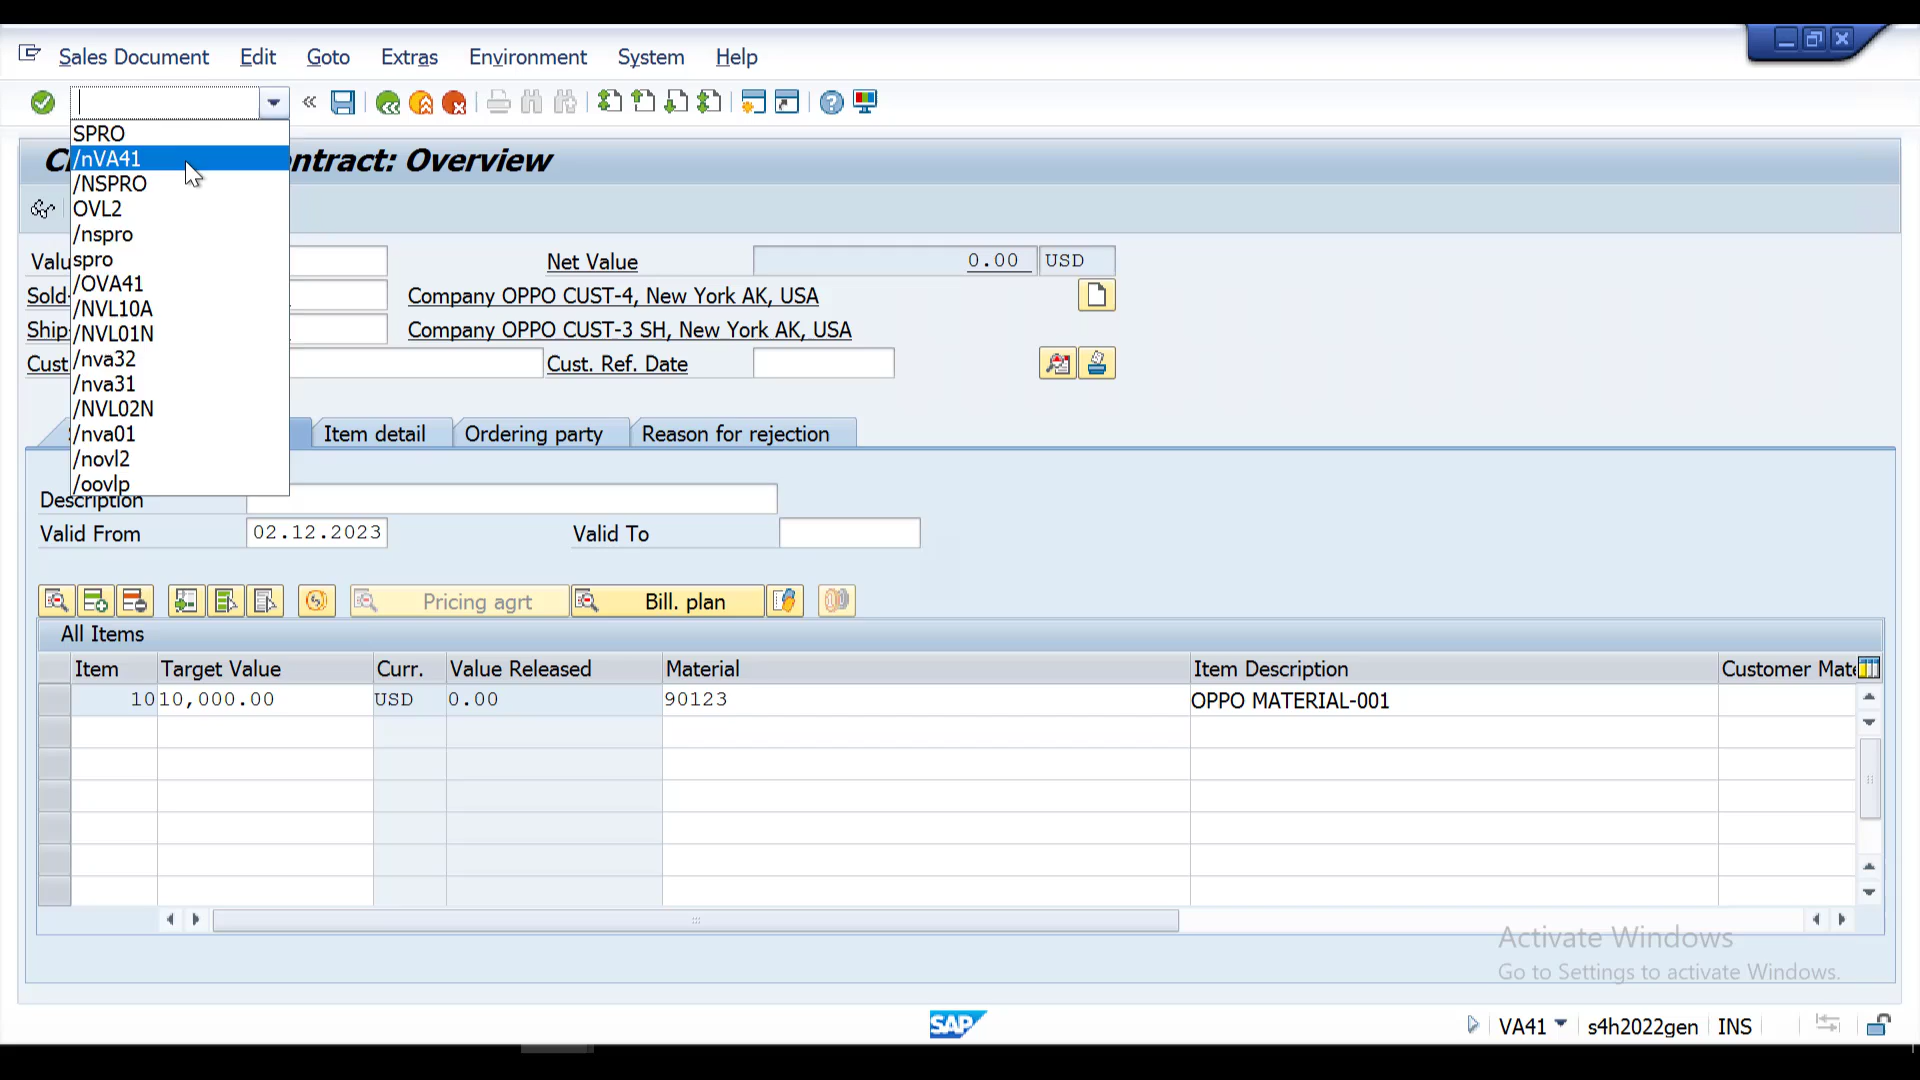 Sales Document Edit Goto Extras Environment System Help
SPRO
/nVA41
/NSPRO
OVL2
/nspro
spro
/OVA41
/NVL10A
/NVL01N
/nva32
/nva31
/NVL02N
/nva01
/novl2
/oovlp
ntract: Overview
Net Value 0.00 USD
Sold- Company OPPO CUST-4, New York AK, USA
Ship- Company OPPO CUST-3 SH, New York AK, USA
Cust. Ref. Date
Item detail Ordering party Reason for rejection
Description
Valid From 02.12.2023 Valid To
Pricing agrt Bill. plan
All Items
Item Target Value Curr. Value Released Material Item Description Customer Mate
10 10,000.00 USD 0.00 90123 OPPO MATERIAL-001
Activate Windows
Go to Settings to activate Windows.
SAP VA41 s4h2022gen INS